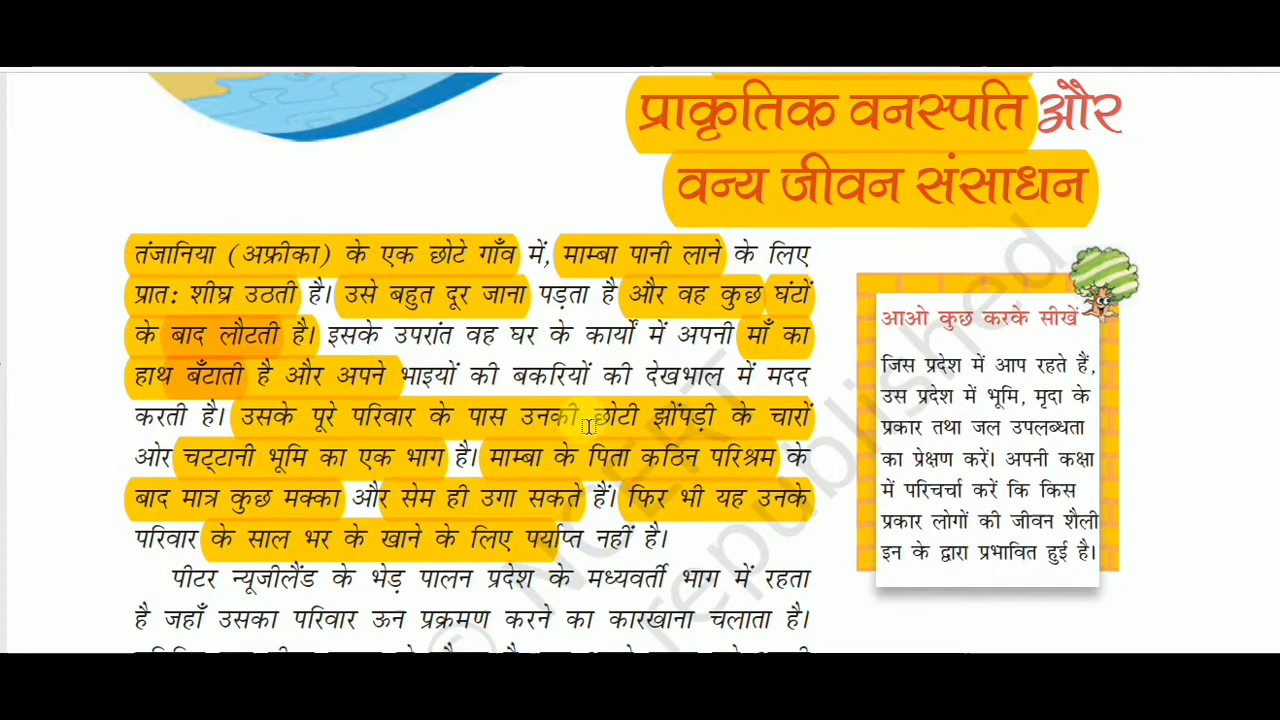 प्राकृतिक वनस्पति और
वन्य जीवन संसाधन
तंजानिया (अफ्रीका) के एक छोटे गाँव में, माम्बा पानी लाने के लिए
प्रातः शीघ्र उठती है। उसे बहुत दूर जाना पड़ता है और वह कुछ घंटों
के बाद लौटती है। इसके उपरांत वह घर के कार्यों में अपनी माँ का
हाथ बँटाती है और अपने भाइयों की बकरियों की देखभाल में मदद
करती है। उसके पूरे परिवार के पास उनकी छोटी झोंपड़ी के चारों
ओर चट्टानी भूमि का एक भाग है। माम्बा के पिता कठिन परिश्रम के
बाद मात्र कुछ मक्का और सेम ही उगा सकते हैं। फिर भी यह उनके
परिवार के साल भर के खाने के लिए पर्याप्त नहीं है।
पीटर न्यूजीलैंड के भेड़ पालन प्रदेश के मध्यवर्ती भाग में रहता
है जहाँ उसका परिवार ऊन प्रक्रमण करने का कारखाना चलाता है।
आओ कुछ करके सीखें
जिस प्रदेश में आप रहते हैं,
उस प्रदेश में भूमि, मृदा के
प्रकार तथा जल उपलब्धता
का प्रेक्षण करें। अपनी कक्षा
में परिचर्चा करें कि किस
प्रकार लोगों की जीवन शैली
इन के द्वारा प्रभावित हुई है।
© NCERT
republished